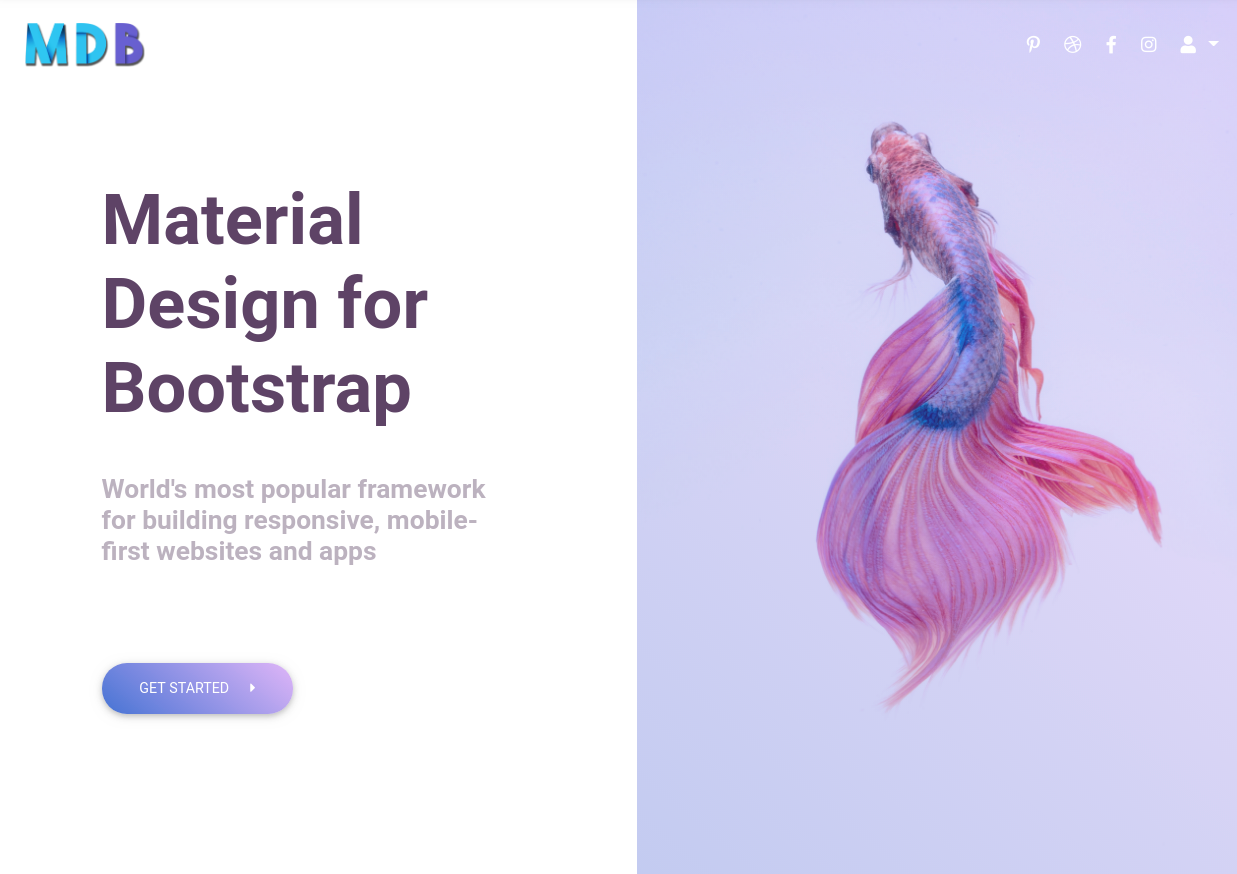 MDB
Material
Design for
Bootstrap
World's most popular framework
for building responsive, mobile-
first websites and apps
GET STARTED